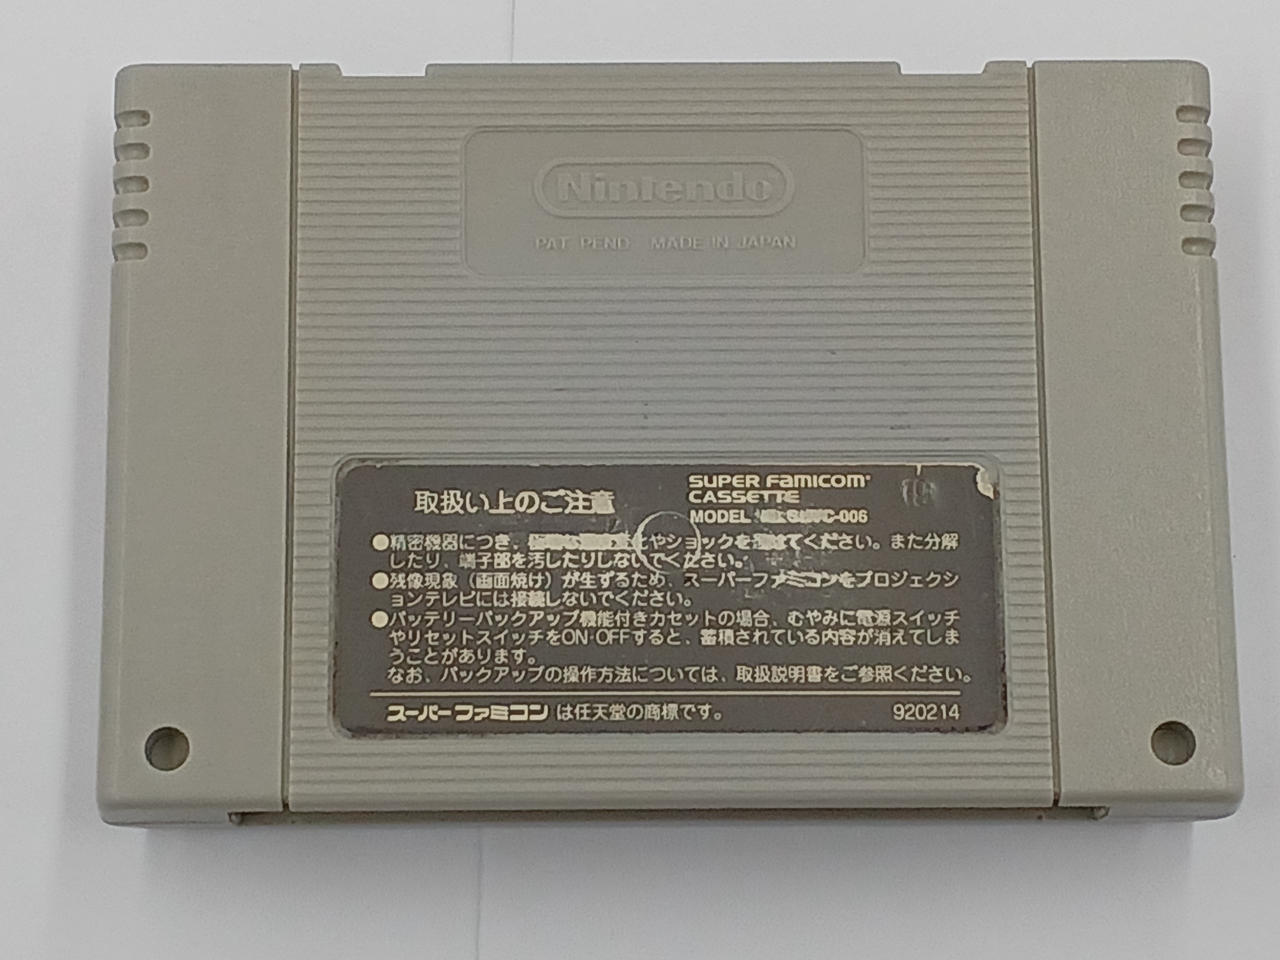 Nintendo
PAT PEND MADE IN JAPAN
取扱い上のご注意
SUPER FAMICOM
CASSETTE
MODEL C-006
●精密機器につき、 やショックを てください。また分解
したり、端子部を汚したりしないでください。
●残像現象(画面焼け)が生ずるため、スーパーファミコンをプロジェクシ
ョンテレビには接続しないでください。
●バッテリーバックアップ機能付きカセットの場合、むやみに電源スイッチ
やリセットスイッチをON·OFFすると、蓄積されている内容が消えてしま
うことがあります。
なお、バックアップの操作方法については、取扱説明書をご参照ください。
スーパーファミコン は任天堂の商標です。
920214